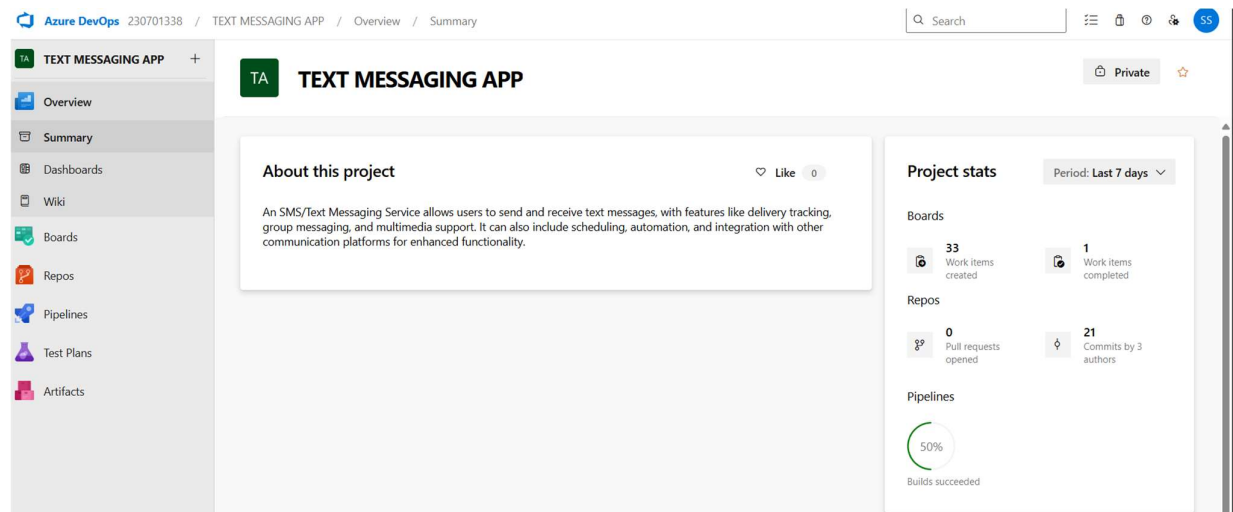 Azure DevOps 230701338 / TEXT MESSAGING APP / Overview / Summary
Search
SS
TA TEXT MESSAGING APP +
Overview
Summary
Dashboards
Wiki
Boards
Repos
Pipelines
Test Plans
Artifacts
TA TEXT MESSAGING APP
Private
About this project
Like 0
An SMS/Text Messaging Service allows users to send and receive text messages, with features like delivery tracking,
group messaging, and multimedia support. It can also include scheduling, automation, and integration with other
communication platforms for enhanced functionality.
Project stats
Period: Last 7 days
Boards
33
Work items
created
1
Work items
completed
Repos
0
Pull requests
opened
21
Commits by 3
authors
Pipelines
50%
Builds succeeded